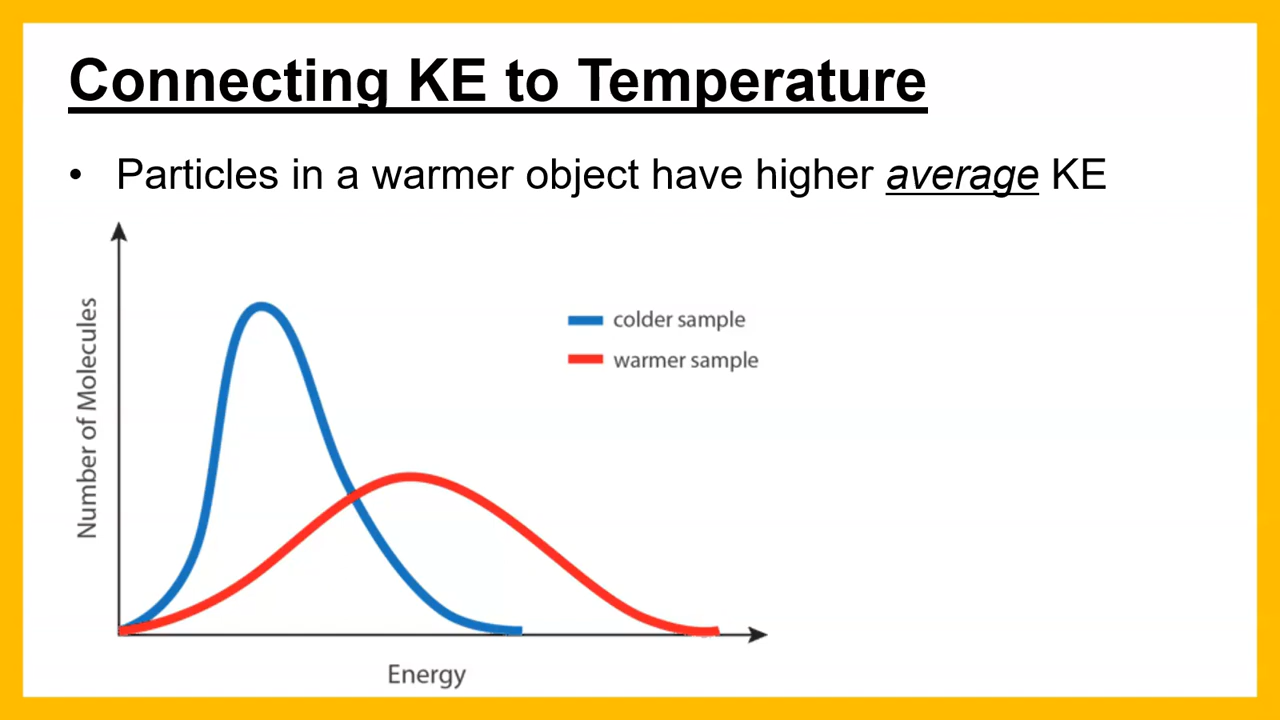 Connecting KE to Temperature
• Particles in a warmer object have higher average KE
Number of Molecules
colder sample
warmer sample
Energy